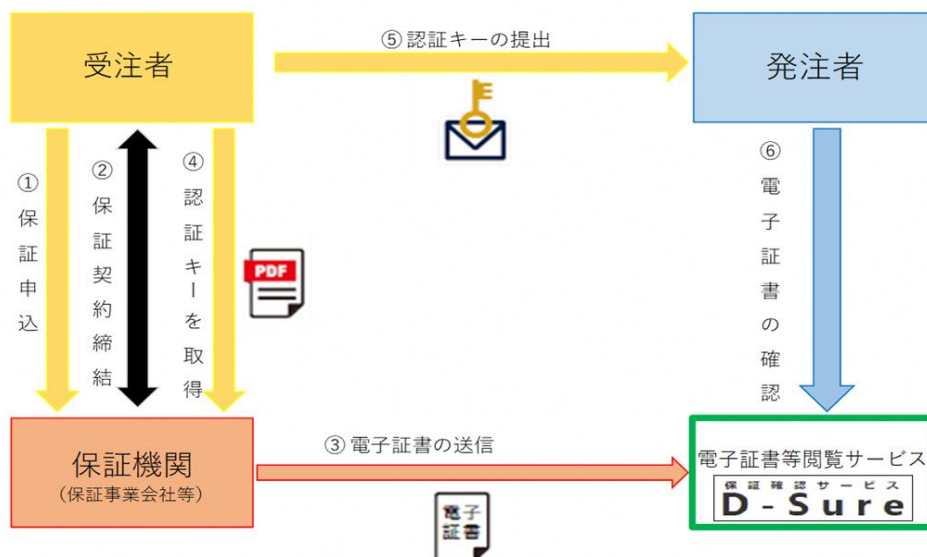 受注者
⑤認証キーの提出
発注者
①保証申込
②保証契約締結
④認証キーを取得
PDF
⑥電子証書の確認
保証機関
(保証事業会社等)
③電子証書の送信
電子
証書
電子証書等閲覧サービス
保証確認サービス
D-Sure